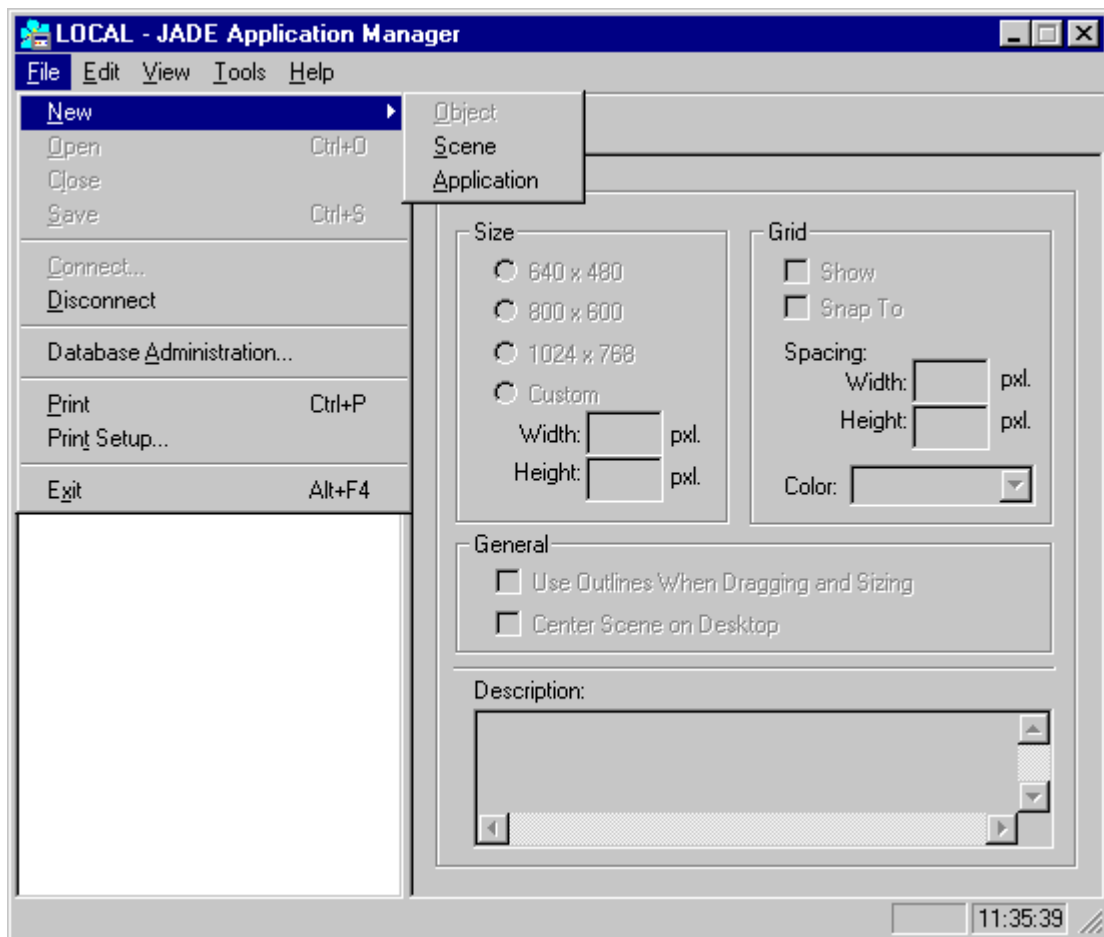 LOCAL - JADE Application Manager
File Edit View Tools Help
New
Open Ctrl+O
Close
Save Ctrl+S
Connect...
Disconnect
Database Administration...
Print Ctrl+P
Print Setup...
Exit Alt+F4
Object
Scene
Application
Size
640 x 480
800 x 600
1024 x 768
Custom
Width: pxl.
Height: pxl.
Grid
Show
Snap To
Spacing:
Width: pxl.
Height: pxl.
Color:
General
Use Outlines When Dragging and Sizing
Center Scene on Desktop
Description:
11:35:39